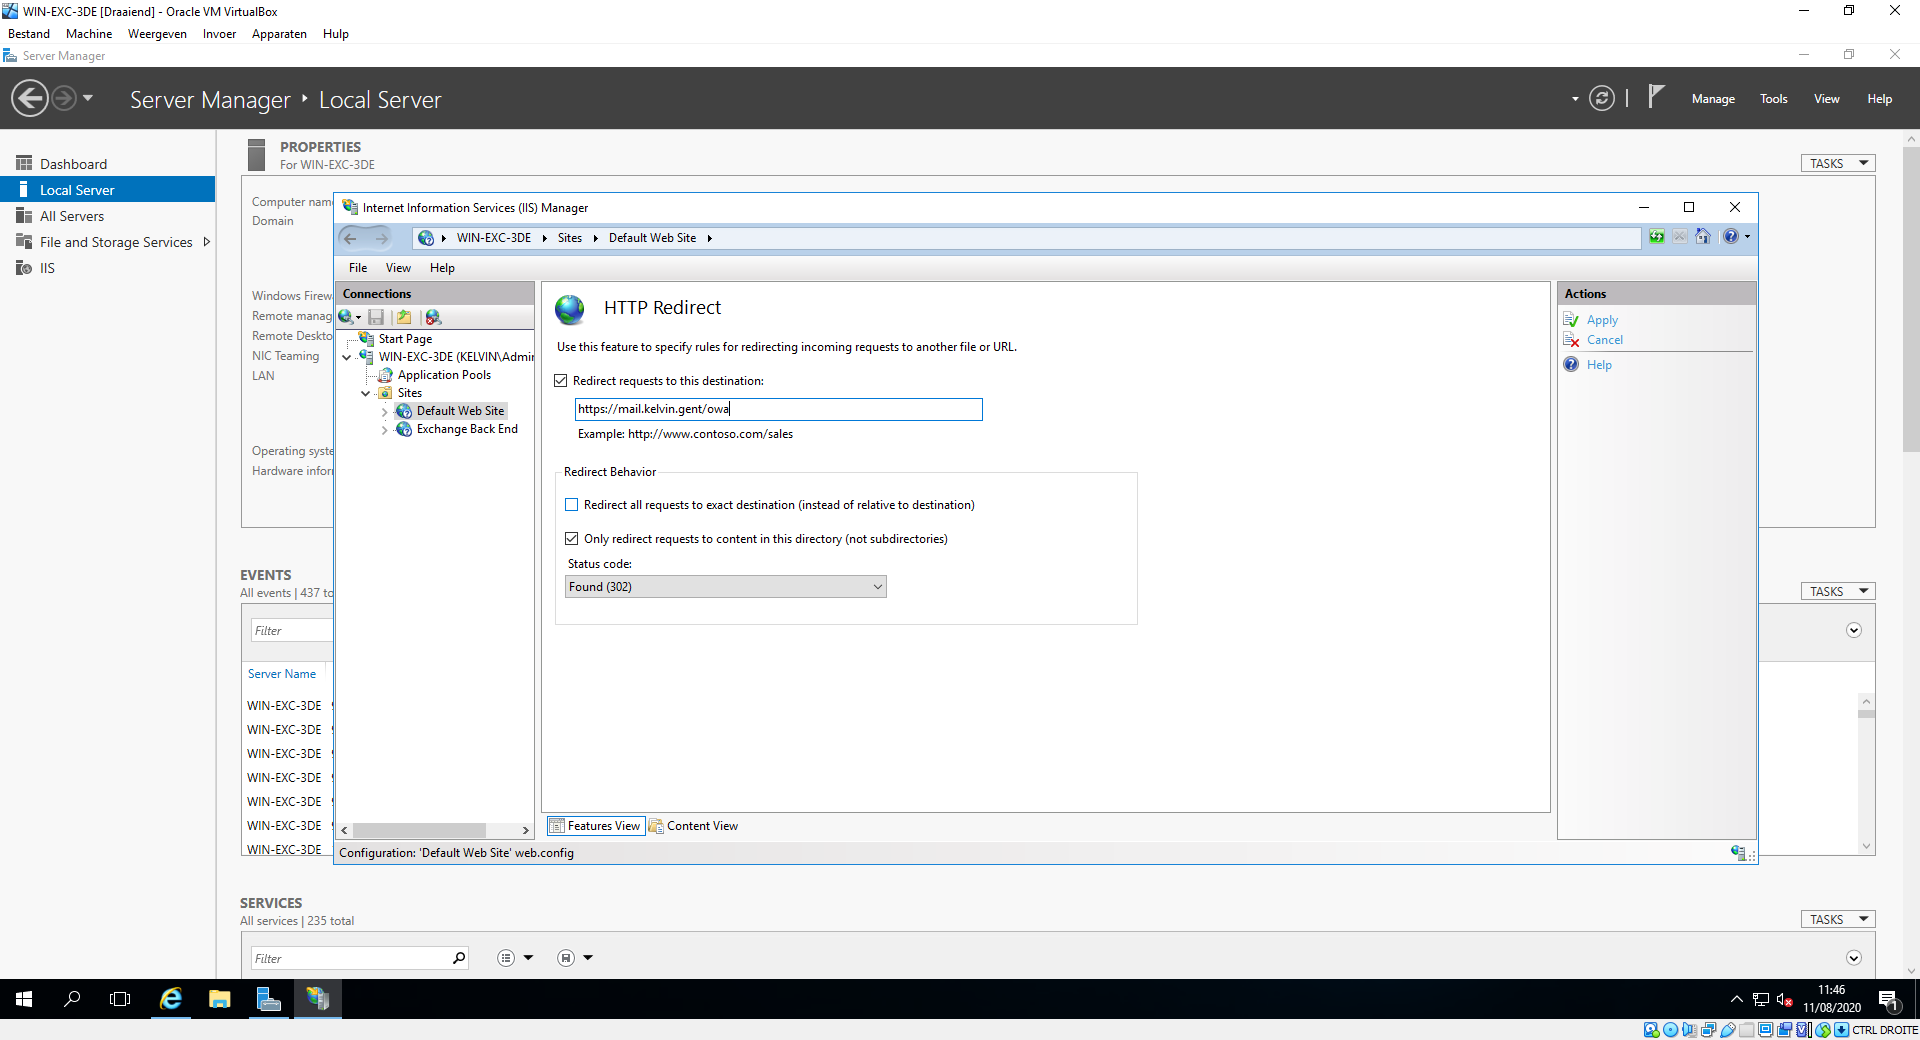 WIN-EXC-3DE [Draaiend] - Oracle VM VirtualBox
Bestand Machine Weergeven Invoer Apparaten Hulp
Server Manager
Server Manager Local Server
Manage Tools View Help
Dashboard
Local Server
All Servers
File and Storage Services
IIS
PROPERTIES
For WIN-EXC-3DE
TASKS
Computer
Domain
Windows
Remote
Remote
NIC Teaming
LAN
Operating
Hardware
Internet Information Services (IIS) Manager
WIN-EXC-3DE Sites Default Web Site
File View Help
Connections
Start Page
WIN-EXC-3DE (KELVIN\Admin
Application Pools
Sites
Default Web Site
Exchange Back End
HTTP Redirect
Use this feature to specify rules for redirecting incoming requests to another file or URL.
Redirect requests to this destination:
https://mail.kelvin.gent/owa
Example: http://www.contoso.com/sales
Redirect Behavior
Redirect all requests to exact destination (instead of relative to destination)
Only redirect requests to content in this directory (not subdirectories)
Status code:
Found (302)
Features View Content View
Configuration: 'Default Web Site' web.config
Actions
Apply
Cancel
Help
EVENTS
All events | 437
TASKS
Filter
Server Name
WIN-EXC-3DE
WIN-EXC-3DE
WIN-EXC-3DE
WIN-EXC-3DE
WIN-EXC-3DE
WIN-EXC-3DE
WIN-EXC-3DE
SERVICES
All services | 235 total
TASKS
Filter
11:46
11/08/2020
1
CTRL DROITE